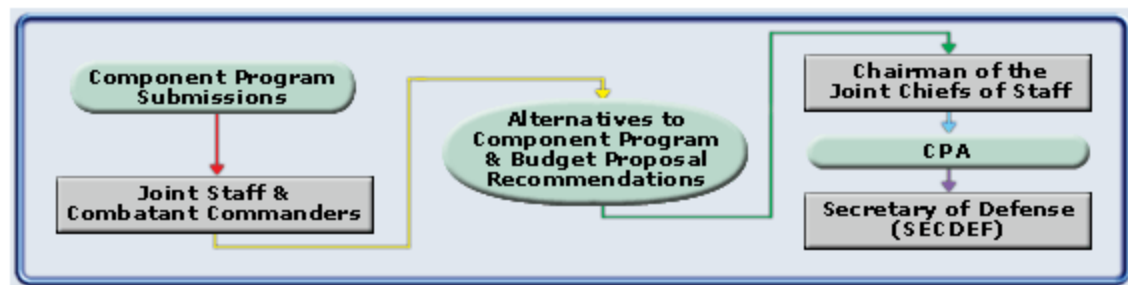 Component Program
Submissions
Joint Staff &
Combatant Commanders
Alternatives to
Component Program
& Budget Proposal
Recommendations
Chairman of the
Joint Chiefs of Staff
CPA
Secretary of Defense
(SECDEF)